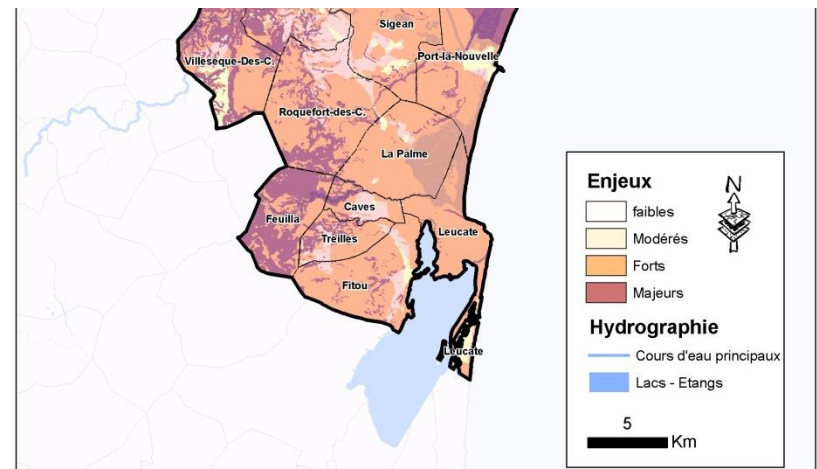 Sigean
Villesèque-Des-C.
Port-la-Nouvelle
Roquefort-des-C.
La Palme
Caves
Feuilla
Leucate
Treilles
Fitou
Leucate
Enjeux
N
faibles
Modérés
Forts
Majeurs
Hydrographie
Cours d'eau principaux
Lacs - Etangs
5
Km